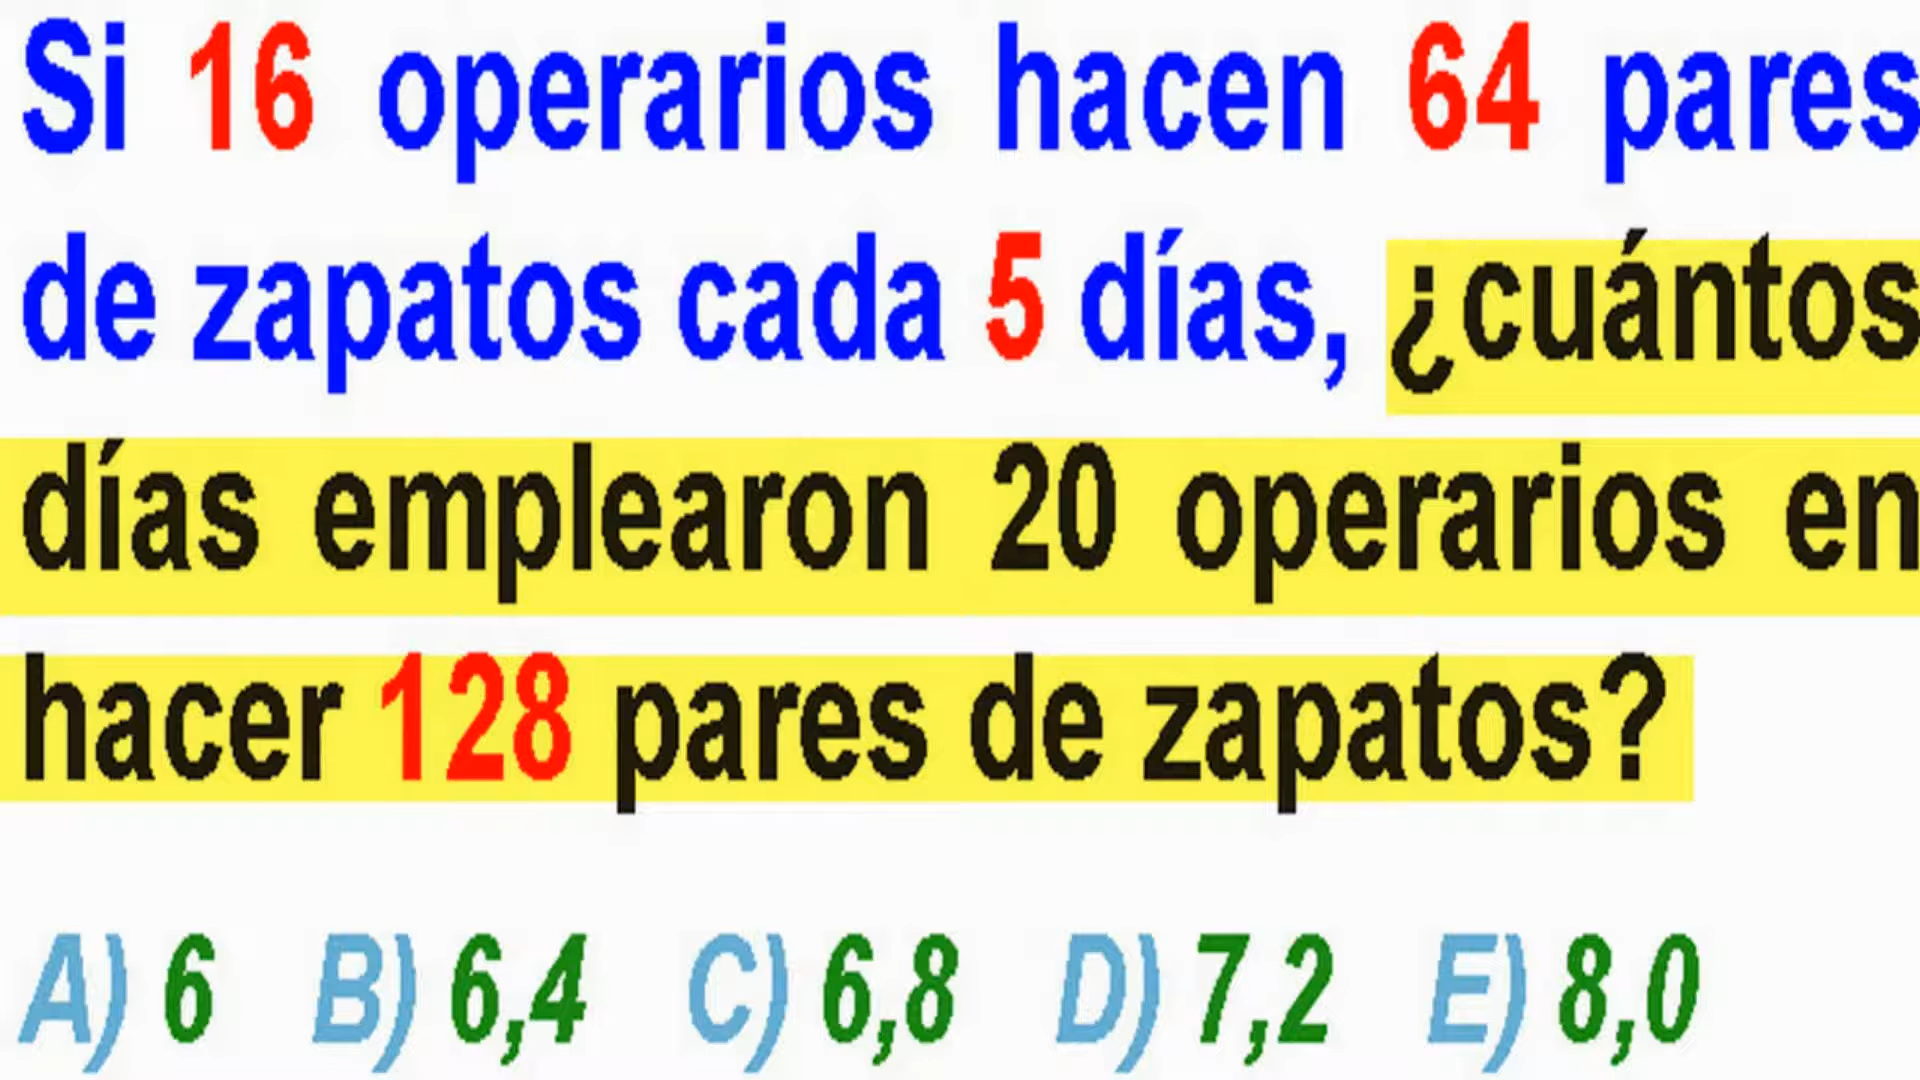 Si 16 operarios hacen 64 pares
de zapatos cada 5 días, ¿cuántos
días emplearon 20 operarios en
hacer 128 pares de zapatos?
A) 6 B) 6,4 C) 6,8 D) 7,2 E) 8,0